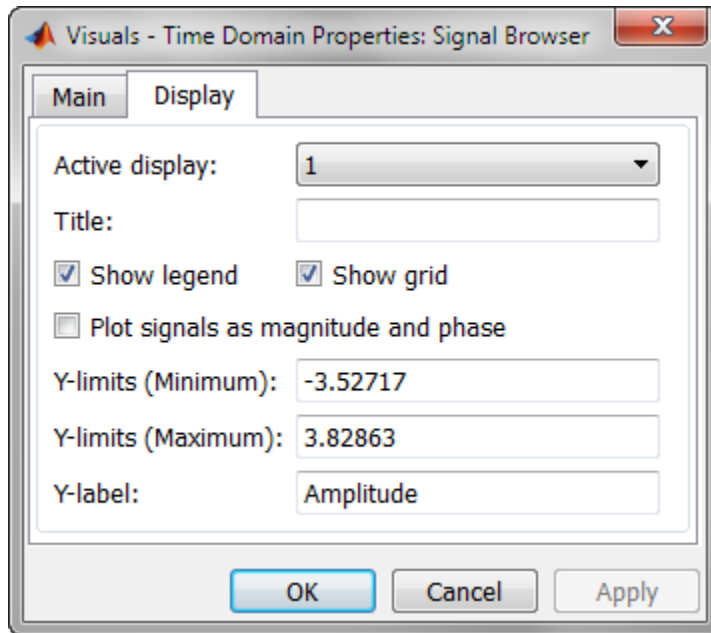 Visuals - Time Domain Properties: Signal Browser
Main Display
Active display: 1
Title:
Show legend Show grid
Plot signals as magnitude and phase
Y-limits (Minimum): -3.52717
Y-limits (Maximum): 3.82863
Y-label: Amplitude
OK Cancel Apply